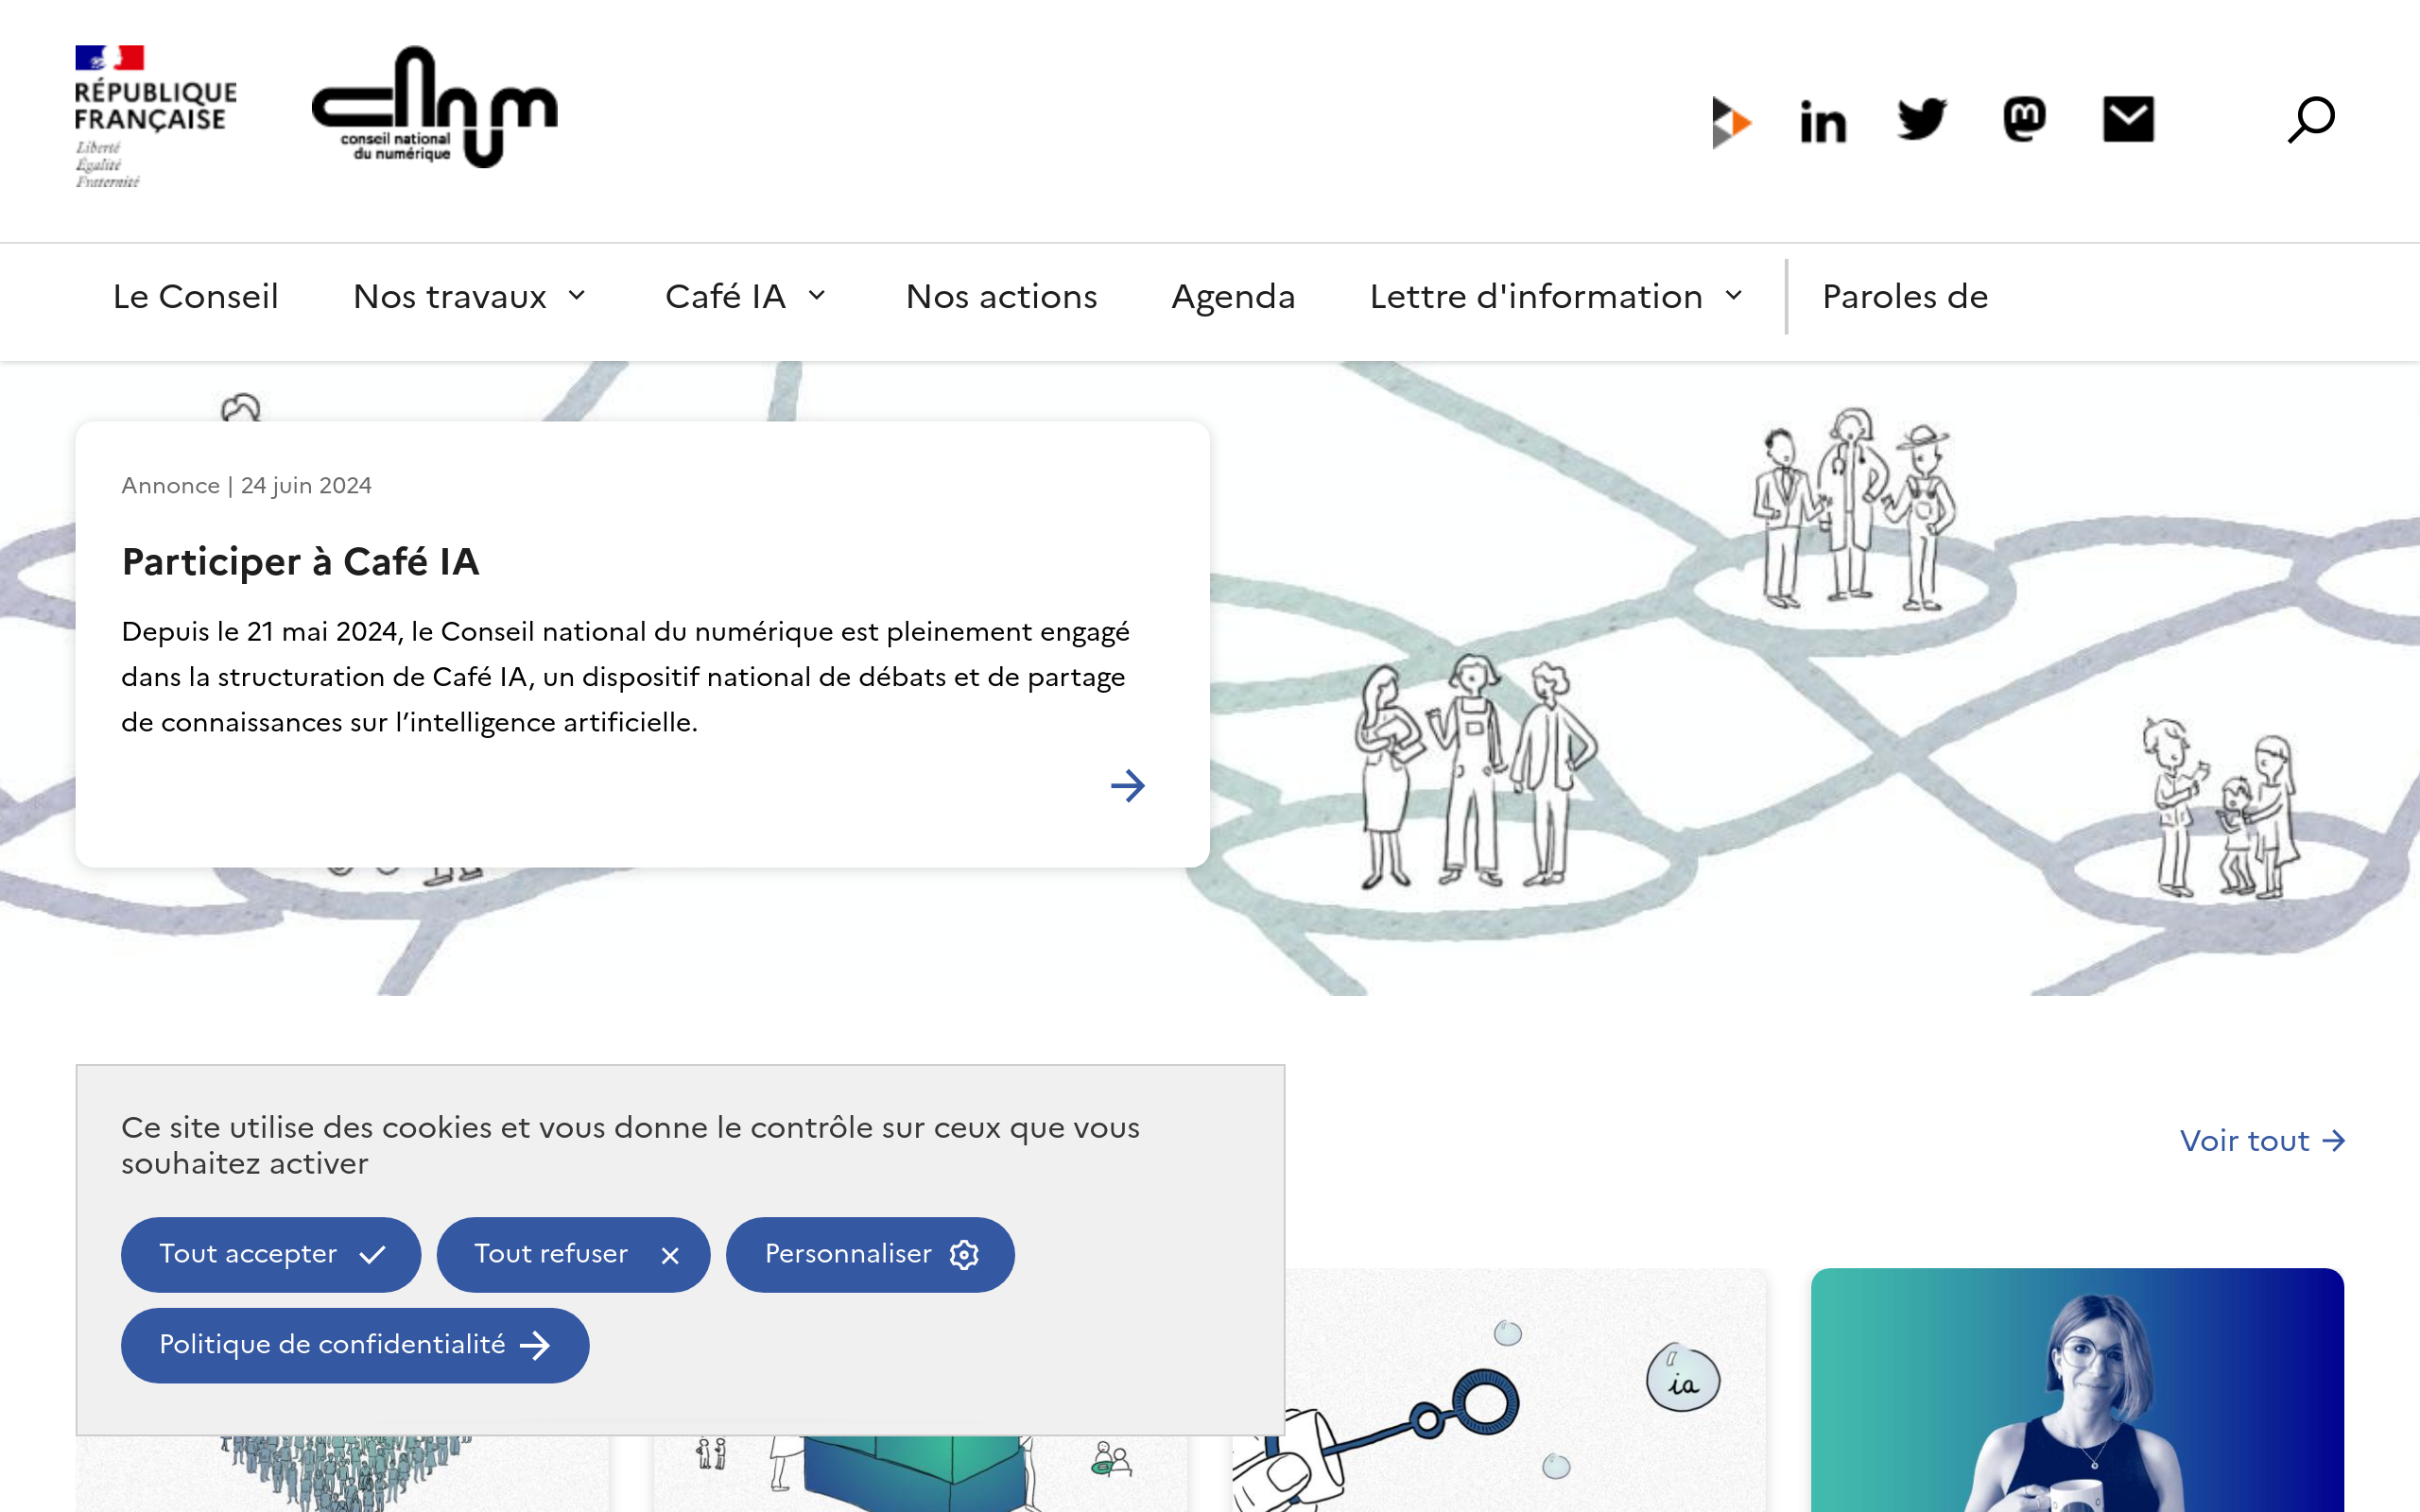 RÉPUBLIQUE
FRANÇAISE
Liberté
Égalité
Fraternité
cnnum
conseil national
du numérique
in
m
Le Conseil
Nos travaux
Café IA
Nos actions
Agenda
Lettre d'information
Paroles de
Annonce | 24 juin 2024
Participer à Café IA
Depuis le 21 mai 2024, le Conseil national du numérique est pleinement engagé
dans la structuration de Café IA, un dispositif national de débats et de partage
de connaissances sur l’intelligence artificielle.
Ce site utilise des cookies et vous donne le contrôle sur ceux que vous
souhaitez activer
Voir tout
Tout accepter
Tout refuser
Personnaliser
Politique de confidentialité
ia